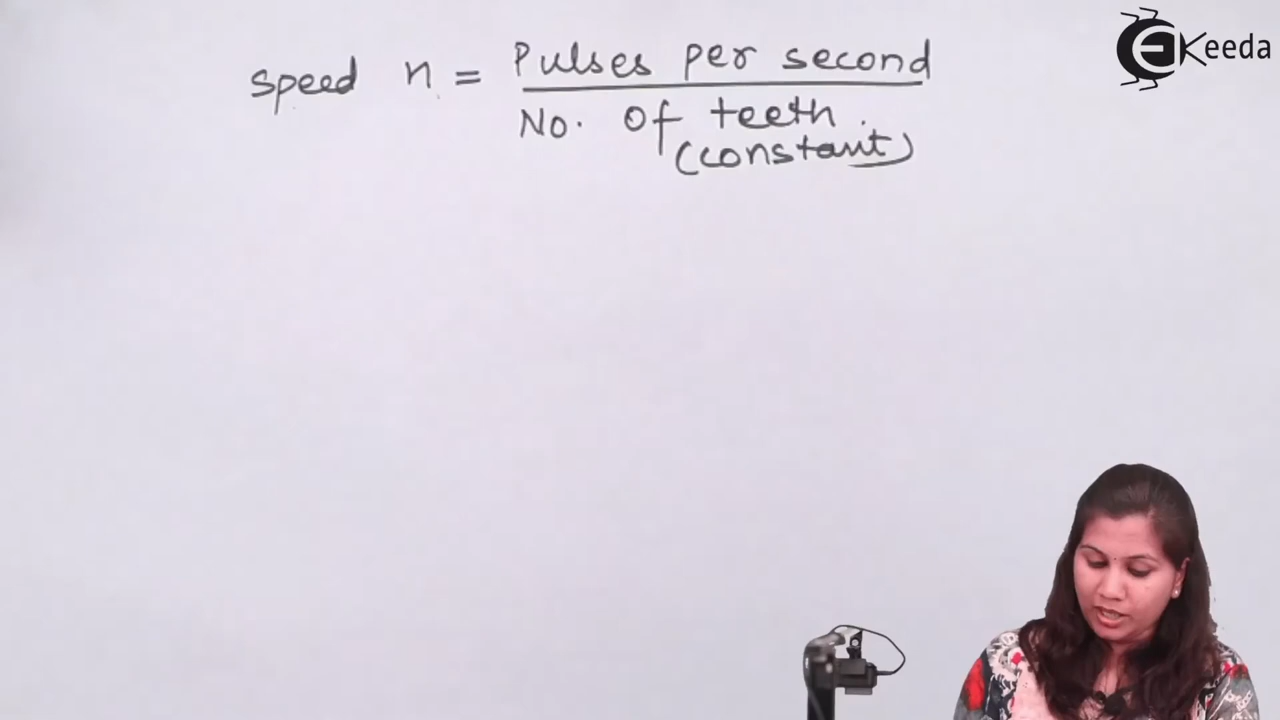 EKeeda
speed n = Pulses per second
No. of teeth.
(constant)